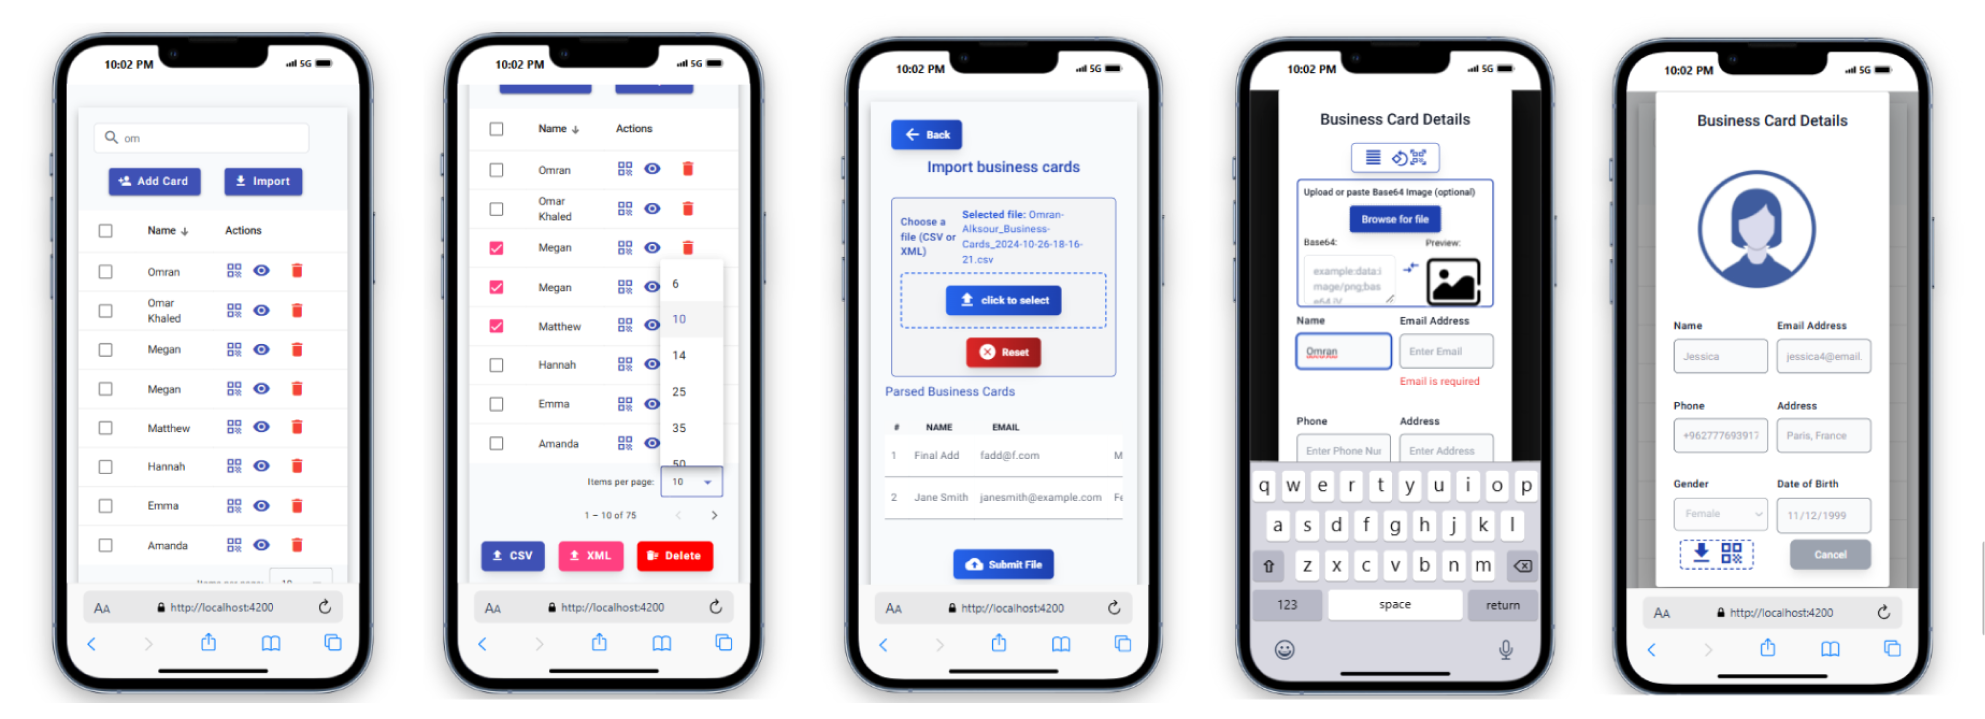 10:02 PM 5G
om
Add Card Import
Name Actions
Omran
Omar
Khaled
Megan
Megan
Matthew
Hannah
Emma
Amanda
Items per page: 10
AA http://localhost:4200
10:02 PM 5G
Name Actions
Omran
Omar
Khaled
Megan
Megan
Matthew
Hannah
Emma
Amanda
6
10
14
25
35
50
Items per page: 10
1 – 10 of 75
CSV XML Delete
AA http://localhost:4200
10:02 PM 5G
Back
Import business cards
Choose a
file (CSV or
XML)
Selected file: Omran-
Alksour_Business-
Cards_2024-10-26-18-16-
21.csv
click to select
Reset
Parsed Business Cards
# NAME EMAIL
1 Final Add fadd@f.com M
2 Jane Smith janesmith@example.com Fe
Submit File
AA http://localhost:4200
10:02 PM 5G
Business Card Details
Upload or paste Base64 Image (optional)
Browse for file
Base64: Preview:
example:data:i
mage/png;bas
e64,iV
Name Email Address
Omran Enter Email
Email is required
Phone Address
Enter Phone Nur Enter Address
q w e r t y u i o p
a s d f g h j k l
z x c v b n m
123 space return
10:02 PM 5G
Business Card Details
Name Email Address
Jessica jessica4@email.
Phone Address
+962777693917 Paris, France
Gender Date of Birth
Female 11/12/1999
Cancel
AA http://localhost:4200